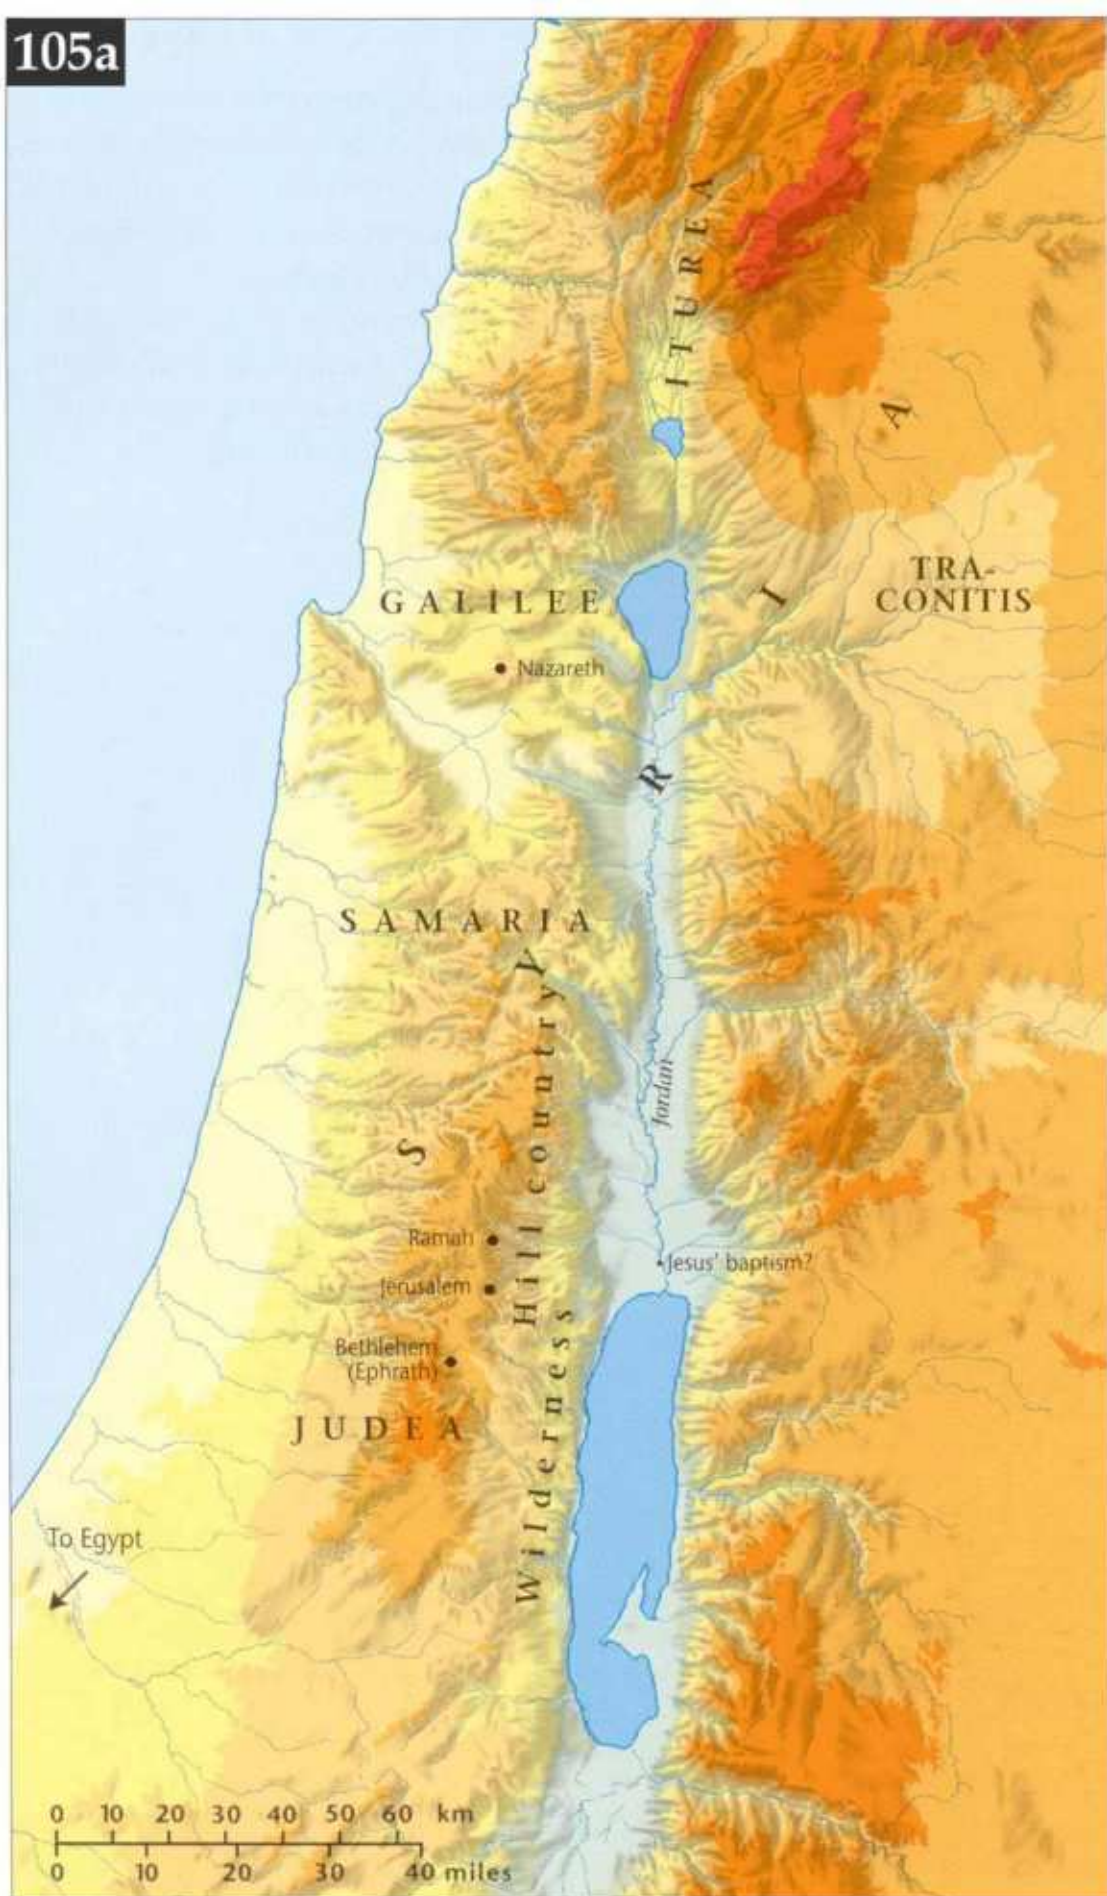 105a
ITUREA
SYRIA
TRA-
CONITIS
GALILEE
Nazareth
SAMARIA
Hill country
Jordan
Ramah
Jesus' baptism?
Jerusalem
Bethlehem
(Ephrath)
JUDEA
Wilderness
To Egypt
0 10 20 30 40 50 60 km
0 10 20 30 40 miles